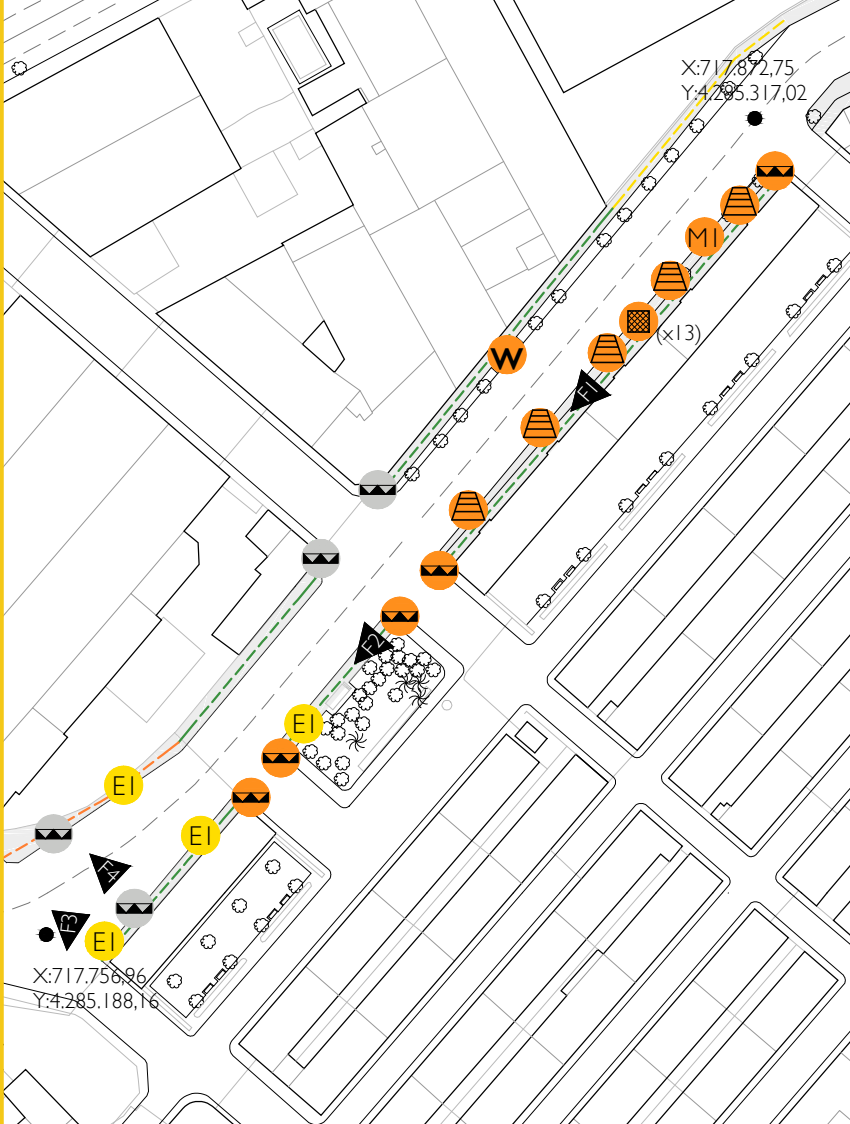 X:717.872,75
Y:4.285.317,02
M1
(x13)
W
F1
F2
E1
E1
E1
F4
F3
E1
X:717.756,96
Y:4.285.188,16